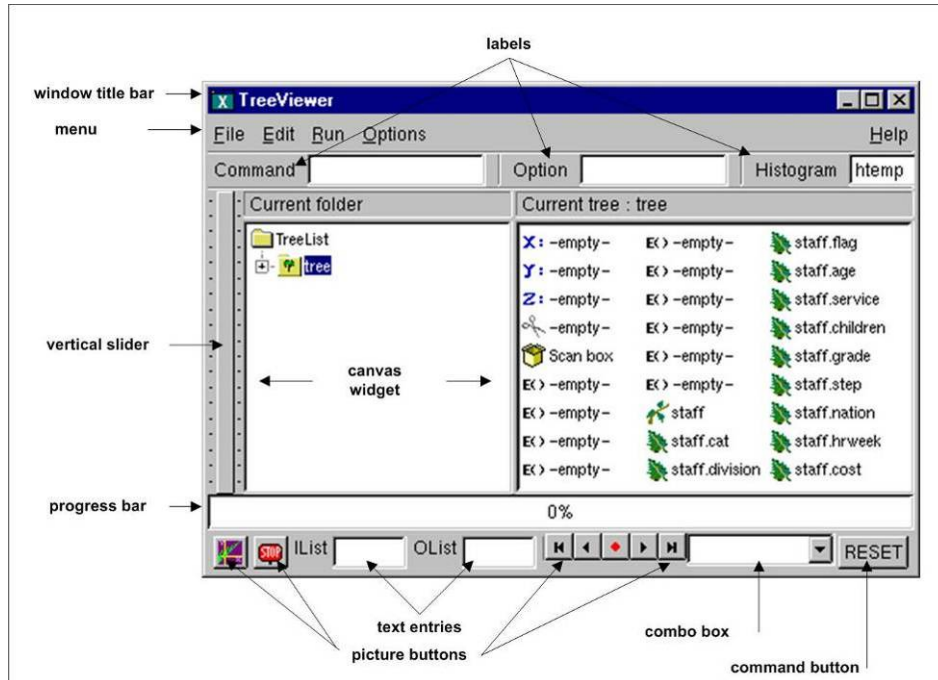 labels
window title bar
X TreeViewer
menu
File Edit Run Options Help
Command Option Histogram htemp
Current folder Current tree : tree
TreeList
tree
X: -empty- E() -empty- staff.flag
Y: -empty- E() -empty- staff.age
Z: -empty- E() -empty- staff.service
-empty- E() -empty- staff.children
Scan box E() -empty- staff.grade
E() -empty- E() -empty- staff.step
E() -empty- staff staff.nation
E() -empty- staff.cat staff.hrweek
E() -empty- staff.division staff.cost
vertical slider
canvas
widget
progress bar
0%
STOP IList OList RESET
text entries
picture buttons
combo box
command button